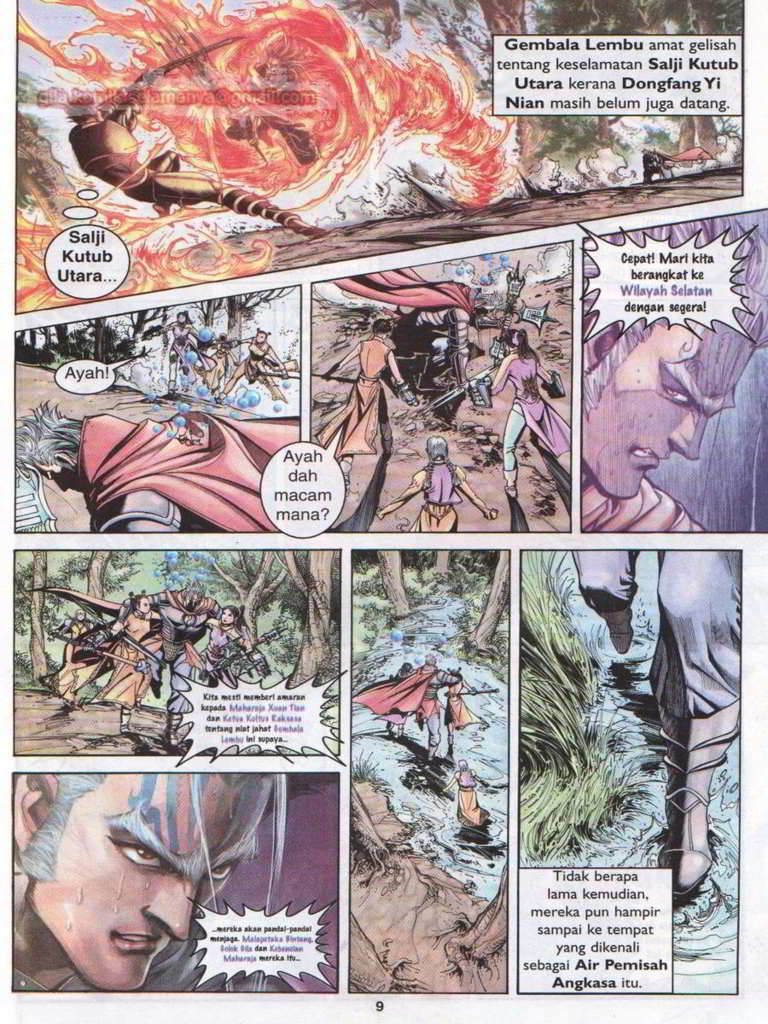 Gembala Lembu amat gelisah
tentang keselamatan Salji Kutub
Utara kerana Dongfang Yi
Nian masih belum juga datang.
Salji
Kutub
Utara...
Ayah!
Ayah
dah
macam
mana?
Cepat! Mari kita
berangkat ke
Wilayah Selatan
dengan segera!
Kita mesti memberi amaran
kepada Maharaja Xuan Tian
dan Ketua Kultus Raksasa
tentang niat jahat Gembala
Lembu ini supaya...
...mereka akan pandai-pandai
menjaga. Malapetaka Bintang,
Golok Gila dan
Maharaja mereka itu...
Tidak berapa
lama kemudian,
mereka pun hampir
sampai ke tempat
yang dikenali
sebagai Air Pemisah
Angkasa itu.
9